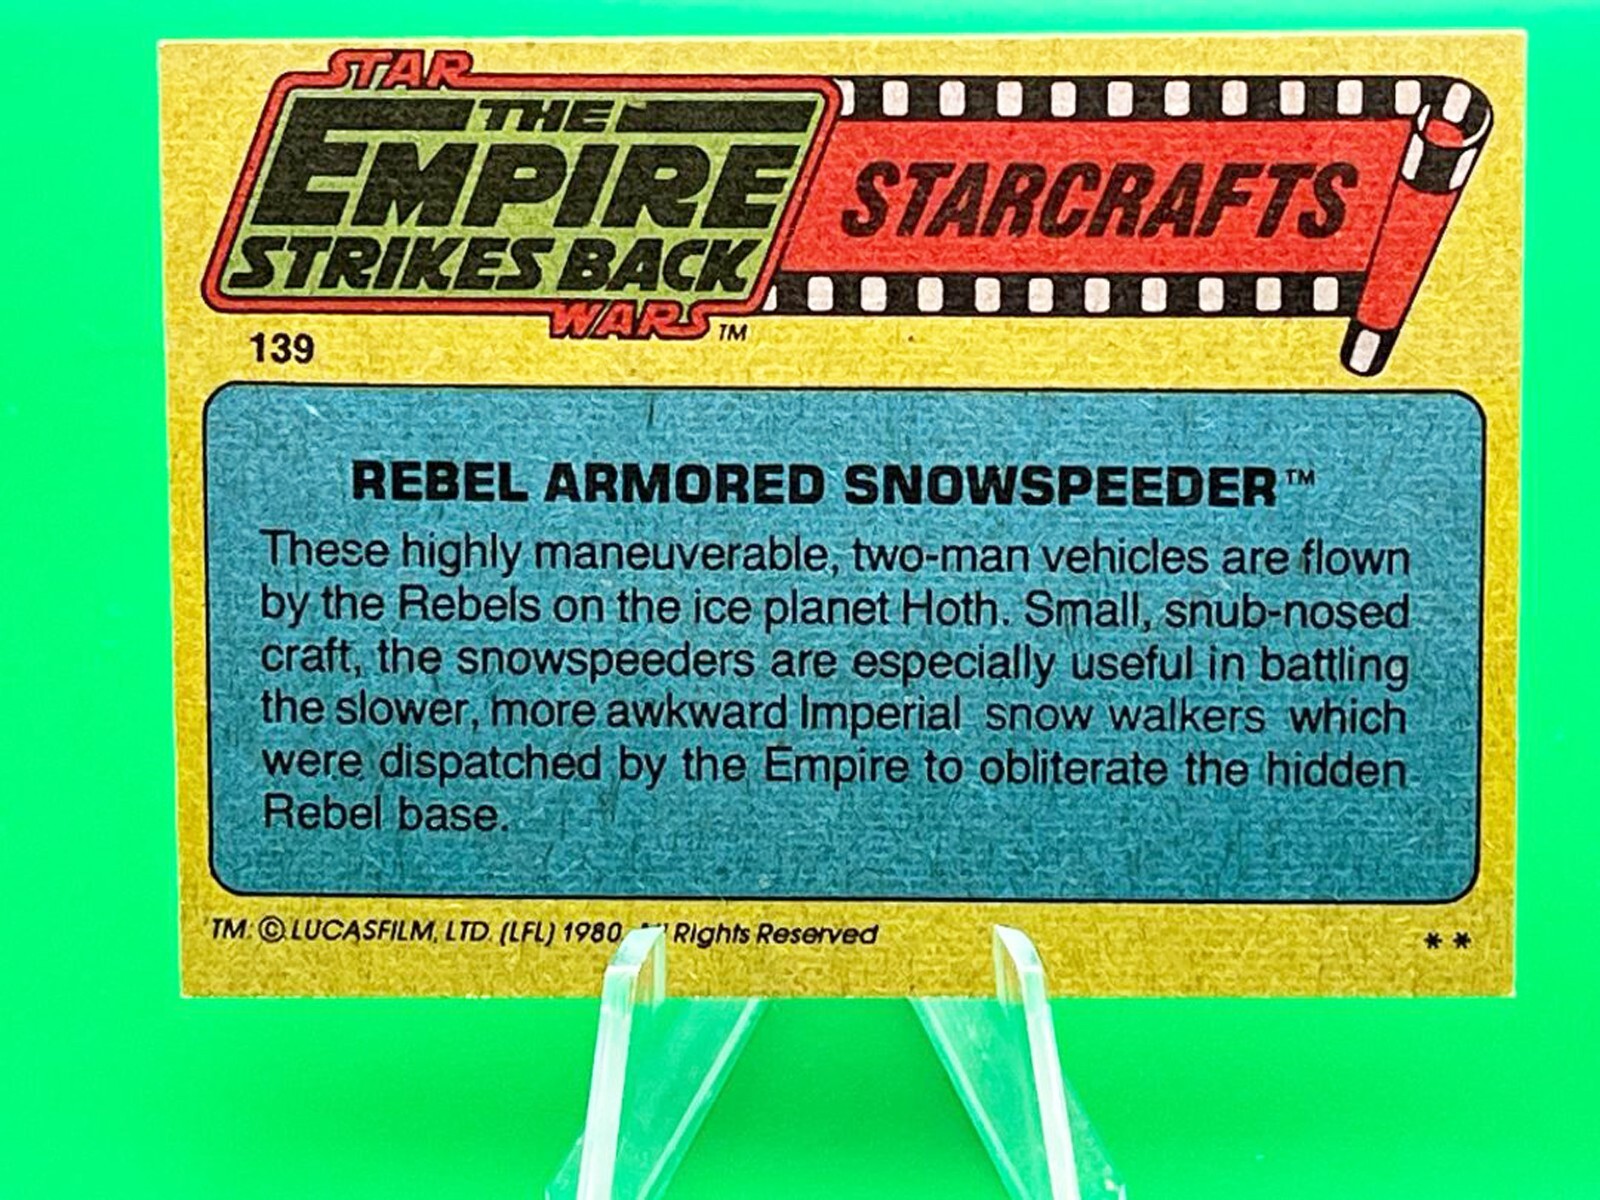 STAR
THE
EMPIRE
STRIKES BACK
WARS™
STARCRAFTS
139
REBEL ARMORED SNOWSPEEDER™
These highly maneuverable, two-man vehicles are flown
by the Rebels on the ice planet Hoth. Small, snub-nosed
craft, the snowspeeders are especially useful in battling
the slower, more awkward Imperial snow walkers which
were dispatched by the Empire to obliterate the hidden
Rebel base.
TM: © LUCASFILM, LTD. (LFL) 1980 Rights Reserved
* *